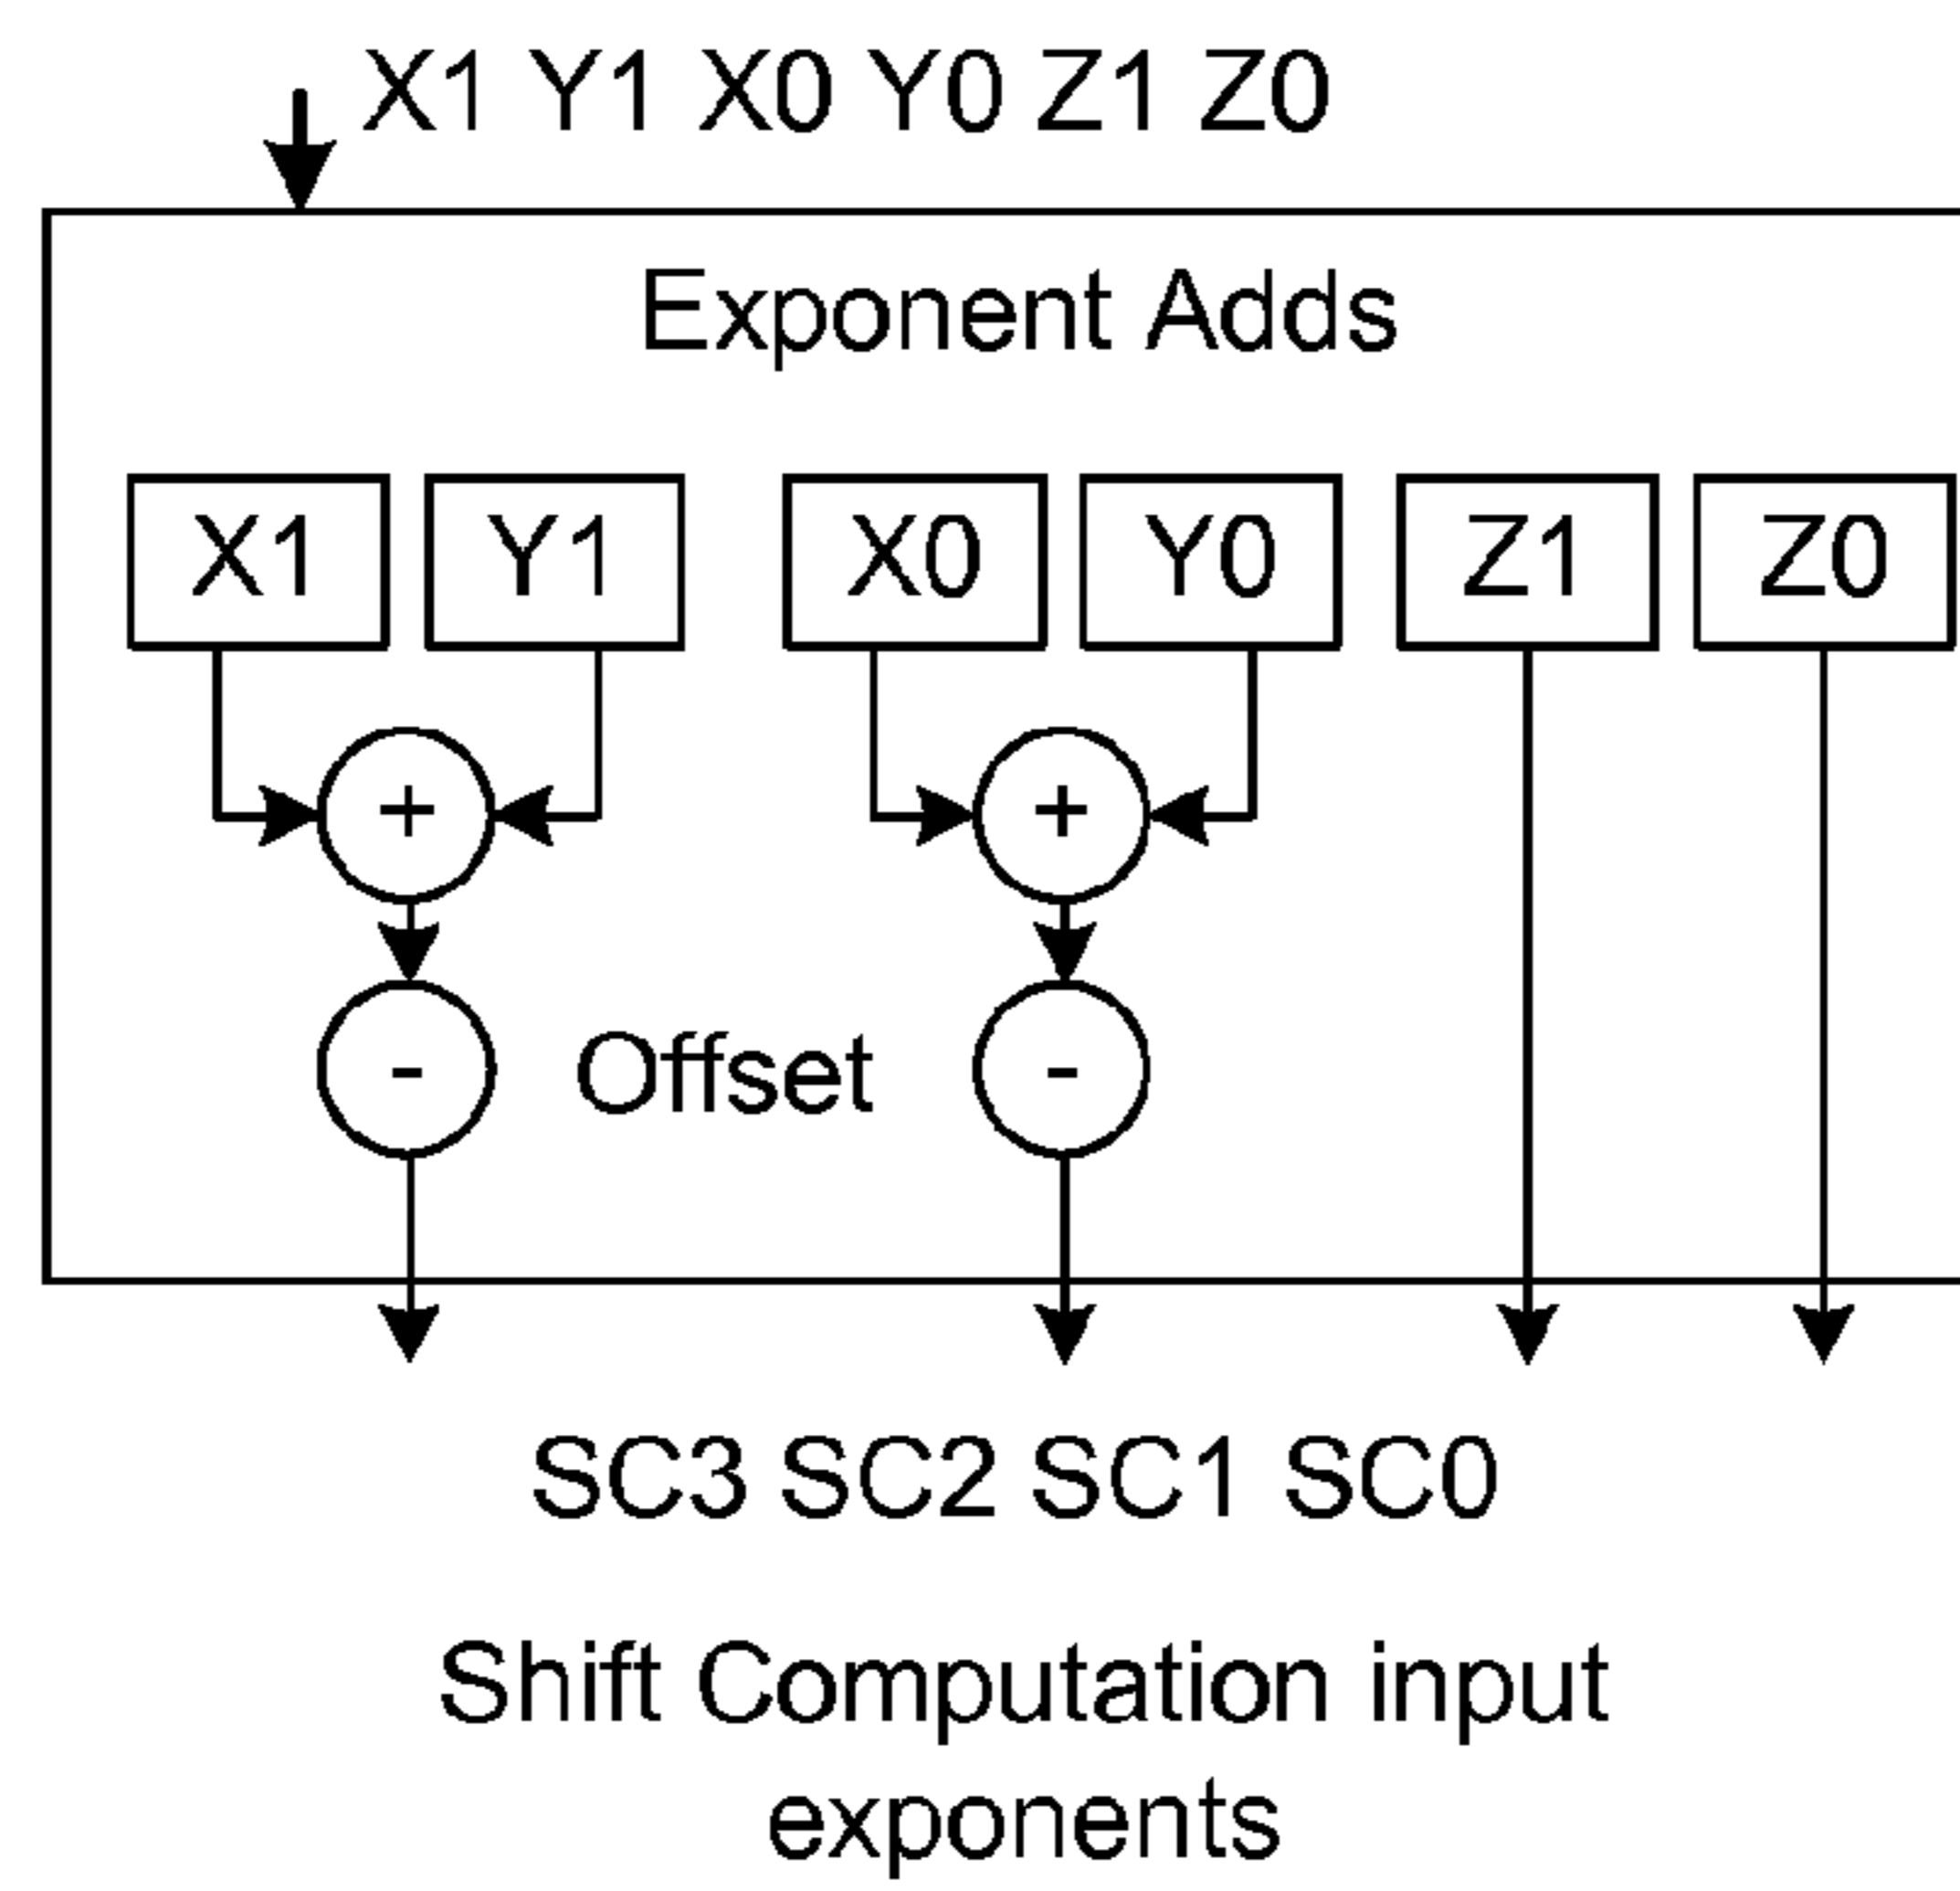 X1 Y1 X0 Y0 Z1 Z0
Exponent Adds
X1 Y1 X0 Y0 Z1 Z0
+ +
- Offset -
SC3 SC2 SC1 SC0
Shift Computation input
exponents